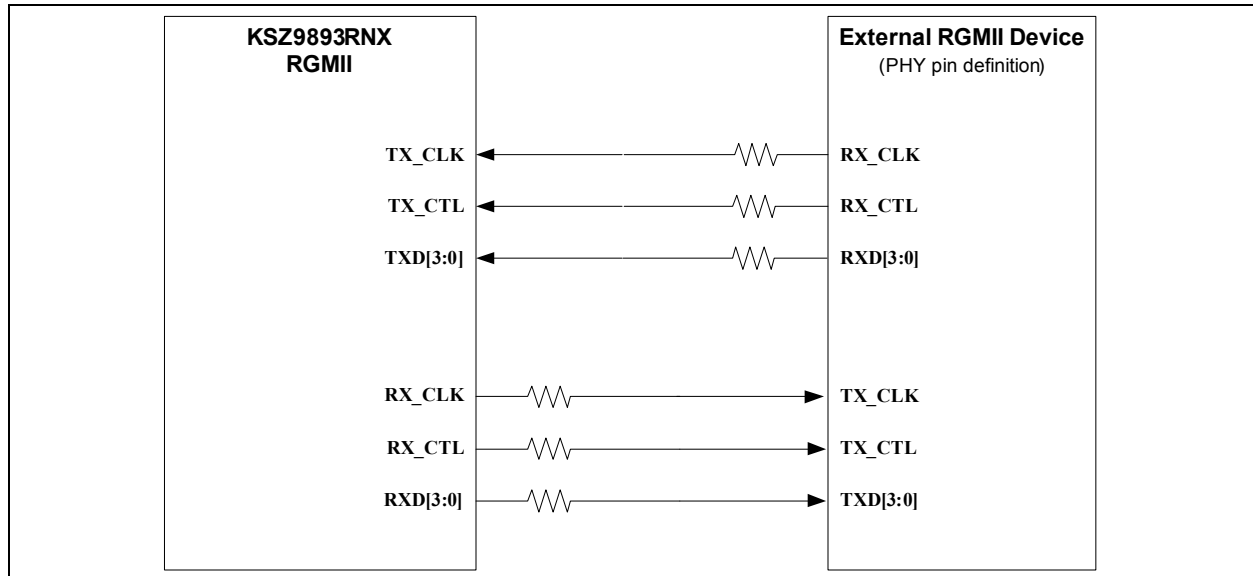 KSZ9893RNX
RGMII
External RGMII Device
(PHY pin definition)
TX_CLK
RX_CLK
TX_CTL
RX_CTL
TXD[3:0]
RXD[3:0]
RX_CLK
TX_CLK
RX_CTL
TX_CTL
RXD[3:0]
TXD[3:0]